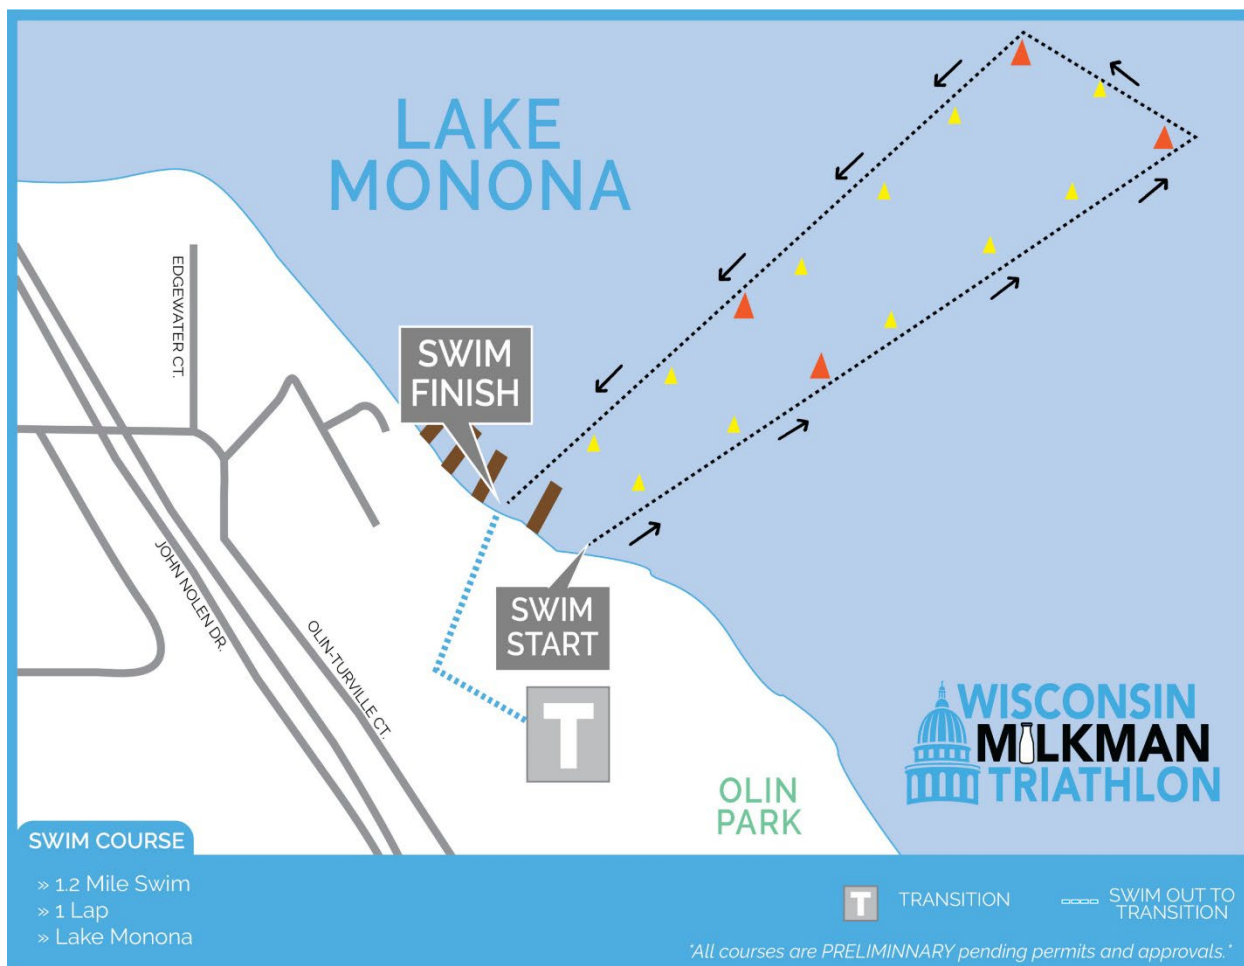 LAKE
MONONA
EDGEWATER CT.
SWIM
FINISH
JOHN NOLEN DR.
OLIN-TURVILLE CT.
SWIM
START
T
OLIN
PARK
WISCONSIN
MILKMAN
TRIATHLON
SWIM COURSE
» 1.2 Mile Swim
» 1 Lap
» Lake Monona
T TRANSITION
SWIM OUT TO
TRANSITION
*All courses are PRELIMINNARY pending permits and approvals.*